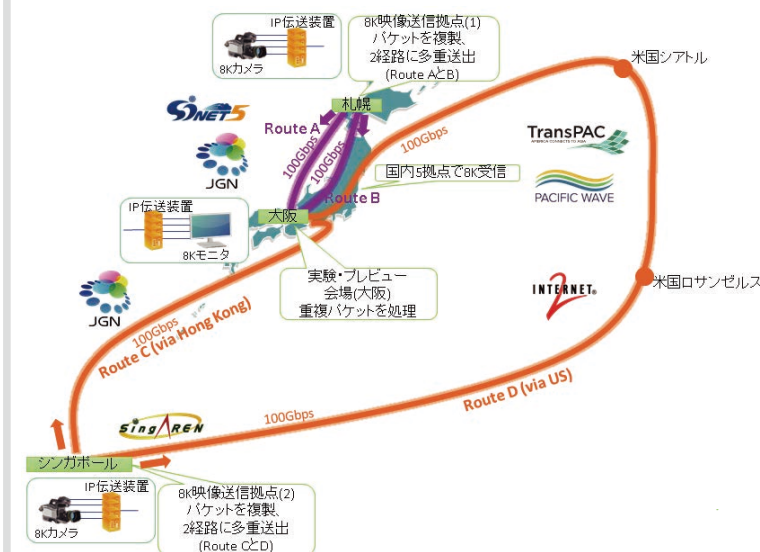 IP伝送装置
8Kカメラ
8K映像送信拠点(1)
パケットを複製、
2経路に多重送出
(Route AとB)
米国シアトル
札幌
SINET5
Route A
100Gbps
100Gbps
100Gbps
TransPAC
AMERICA CONNECTS TO ASIA
JGN
国内5拠点で8K受信
PACIFIC WAVE
Route B
IP伝送装置
大阪
8Kモニタ
実験・プレビュー
会場(大阪)
重複パケットを処理
米国ロサンゼルス
INTERNET
2
®
JGN
100Gbps
Route C (via Hong Kong)
Route D (via US)
100Gbps
SingAREN
シンガポール
IP伝送装置
8Kカメラ
8K映像送信拠点(2)
パケットを複製、
2経路に多重送出
(Route CとD)